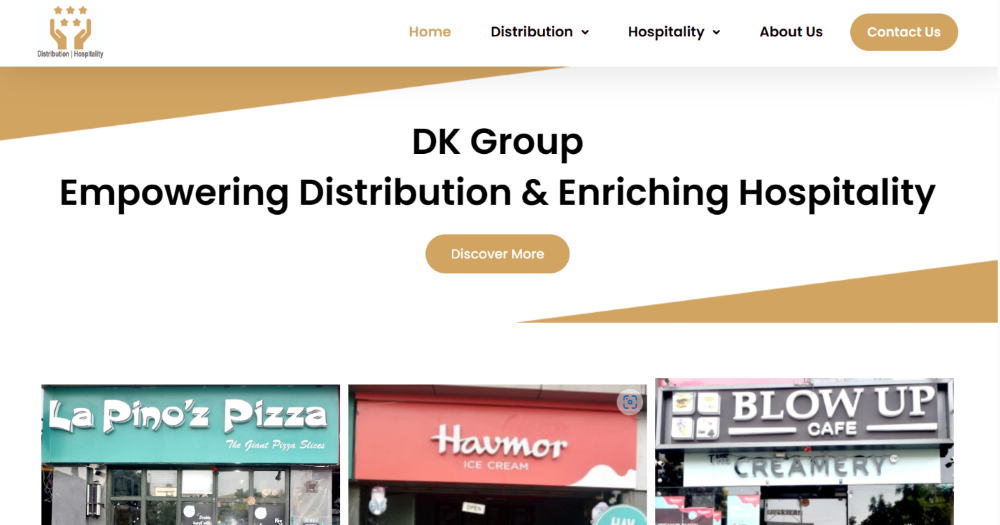 Distribution | Hospitality
Home
Distribution
Hospitality
About Us
Contact Us
DK Group
Empowering Distribution & Enriching Hospitality
Discover More
La Pino'z Pizza
The Giant Pizza Slices
Havmor
ICE CREAM
OPEN
HAV
BLOW UP
CAFE
THE
CREAMERY